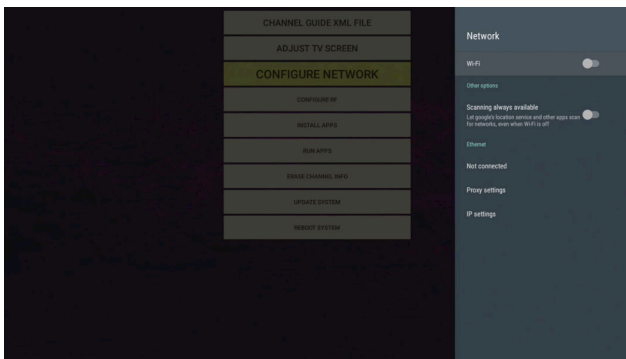 CHANNEL GUIDE XML FILE
ADJUST TV SCREEN
CONFIGURE NETWORK
CONFIGURE RF
INSTALL APPS
RUN APPS
ERASE CHANNEL INFO
UPDATE SYSTEM
REBOOT SYSTEM
Network
Wi-Fi
Other options
Scanning always available
Let google's location service and other apps scan
for networks, even when Wi-Fi is off
Ethernet
Not connected
Proxy settings
IP settings